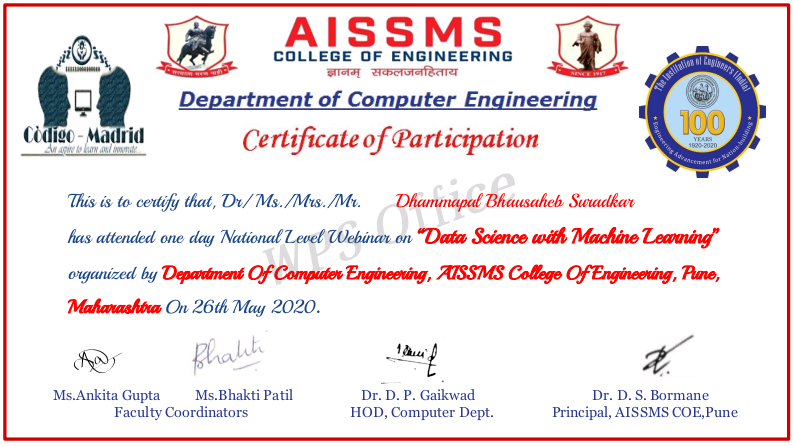 AISSMS
COLLEGE OF ENGINEERING
ज्ञानम् सकलजनहिताय
SINCE 1917
Department of Computer Engineering
Certificate of Participation
Còdigo - Madrid
An aspire to learn and innovate...
The Institution of Engineers (India)
100
YEARS
1920-2020
Engineering Advancement for Nation-building
This is to certify that, Dr/ Ms./Mrs./Mr. Dhammapal Bhausaheb Suradkar
has attended one day National Level Webinar on “Data Science with Machine Learning”
organized by Department Of Computer Engineering, AISSMS College Of Engineering, Pune,
Maharashtra On 26th May 2020.
WPS Office
Bhakti
Ms.Ankita Gupta Ms.Bhakti Patil Dr. D. P. Gaikwad Dr. D. S. Bormane
Faculty Coordinators HOD, Computer Dept. Principal, AISSMS COE,Pune